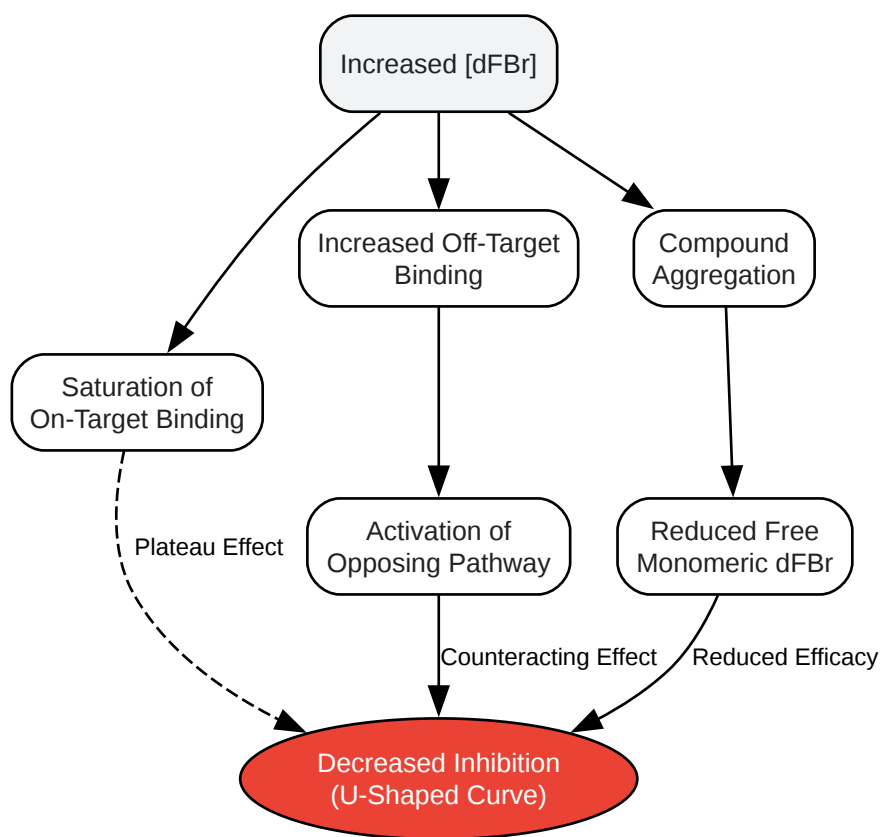 Increased [dFBr]
Increased Off-Target
Binding
Compound
Aggregation
Saturation of
On-Target Binding
Activation of
Opposing Pathway
Reduced Free
Monomeric dFBr
Plateau Effect
Counteracting Effect
Reduced Efficacy
Decreased Inhibition
(U-Shaped Curve)